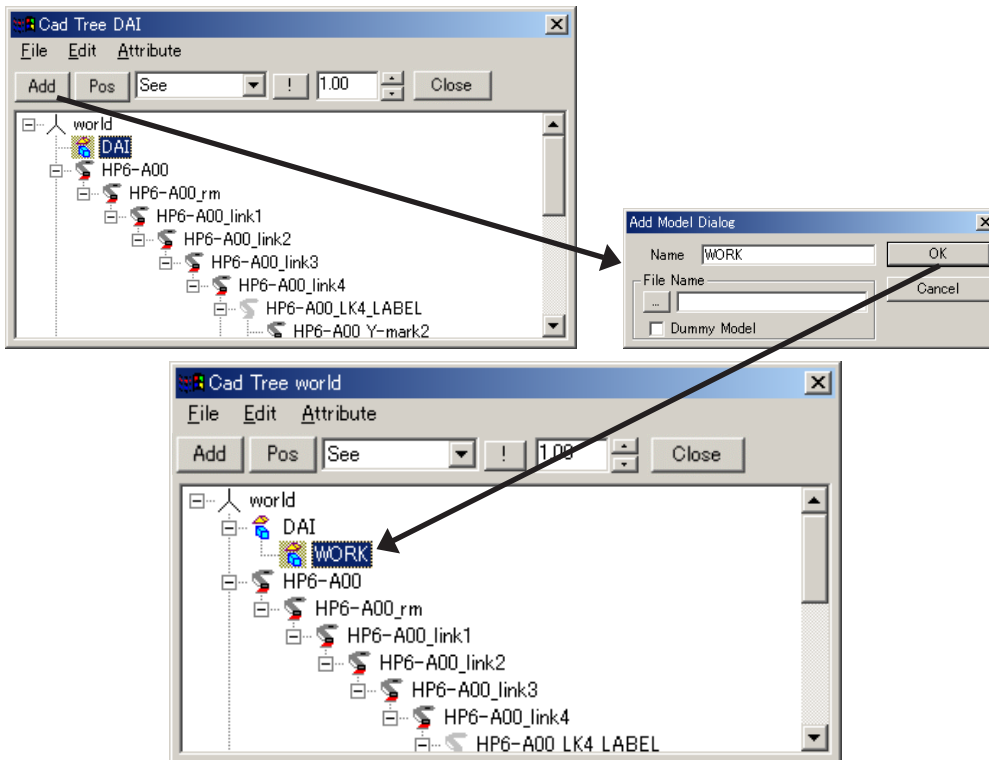 Cad Tree DAI
File Edit Attribute
Add Pos See ! 1.00 Close
world
DAI
HP6-A00
HP6-A00_rm
HP6-A00_link1
HP6-A00_link2
HP6-A00_link3
HP6-A00_link4
HP6-A00_LK4_LABEL
HP6-A00 Y-mark2
Add Model Dialog
Name WORK OK
File Name
... Cancel
Dummy Model
Cad Tree world
File Edit Attribute
Add Pos See ! 1.00 Close
world
DAI
WORK
HP6-A00
HP6-A00_rm
HP6-A00_link1
HP6-A00_link2
HP6-A00_link3
HP6-A00_link4
HP6-A00 LK4 LABEL